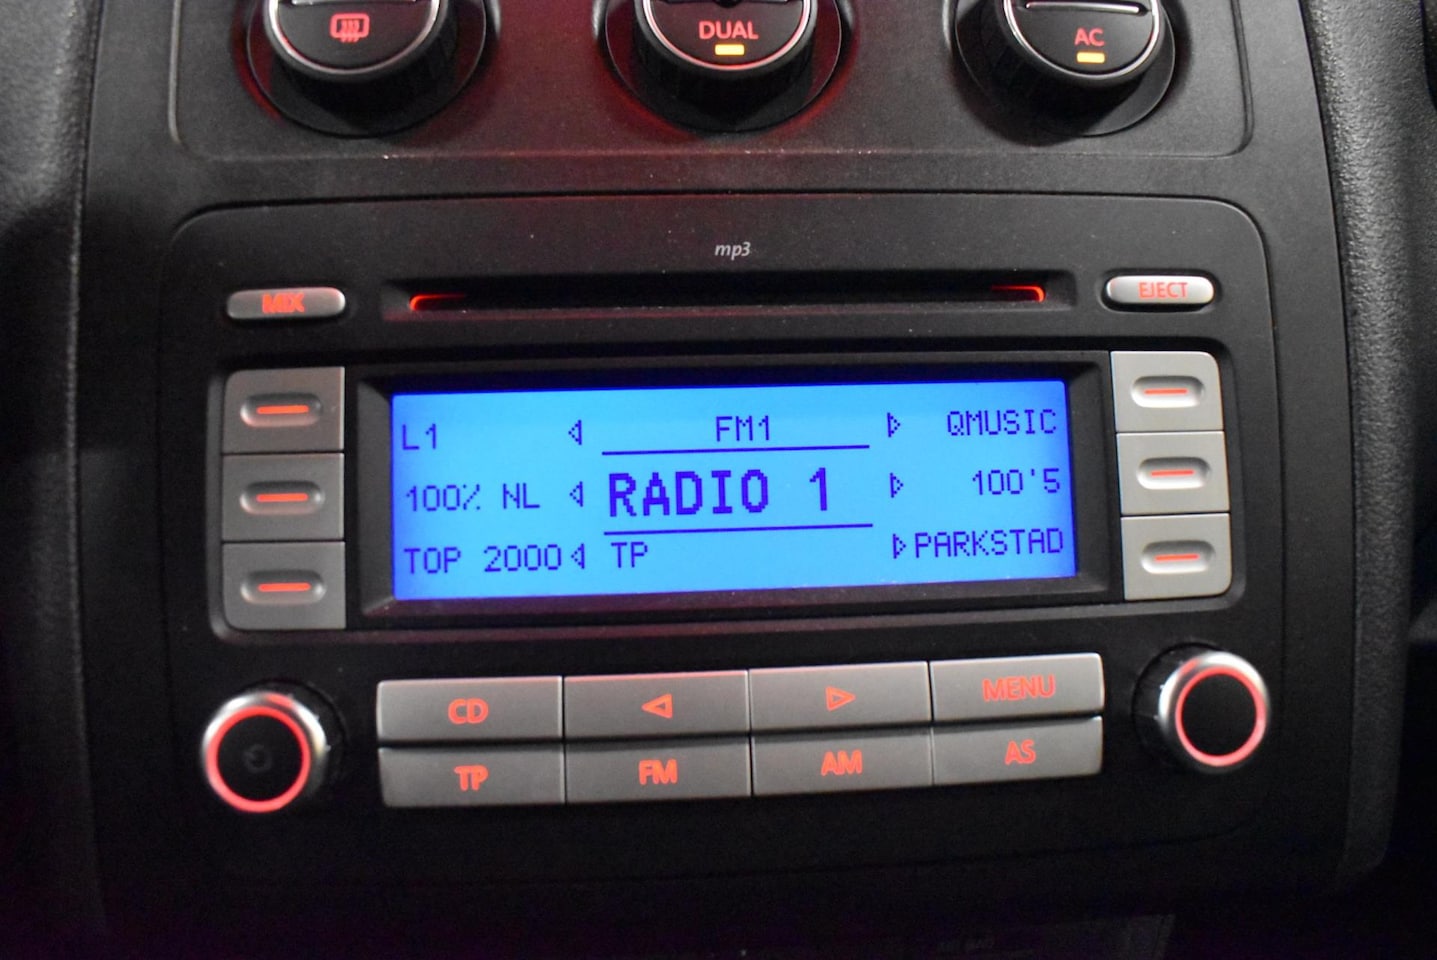 DUAL
AC
mp3
MIX
EJECT
L1 FM1 QMUSIC
100% NL RADIO 1 100'5
TOP 2000 TP PARKSTAD
CD MENU
TP FM AM AS